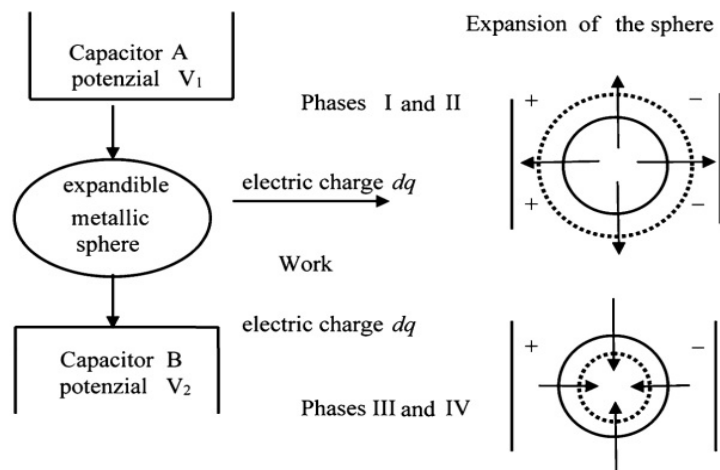 Expansion of the sphere
Capacitor A
potenzial V₁
Phases I and II
+ −
expandible
metallic
sphere
electric charge dq
+ −
Work
electric charge dq
+ −
Capacitor B
potenzial V₂
Phases III and IV